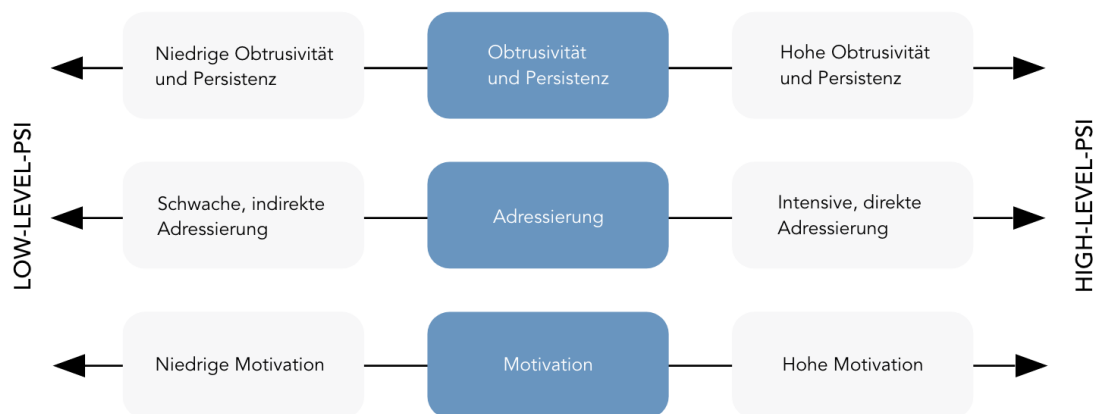 Niedrige Obtrusivität
und Persistenz
Obtrusivität
und Persistenz
Hohe Obtrusivität
und Persistenz
LOW-LEVEL-PSI
Schwache, indirekte
Adressierung
Adressierung
Intensive, direkte
Adressierung
HIGH-LEVEL-PSI
Niedrige Motivation
Motivation
Hohe Motivation